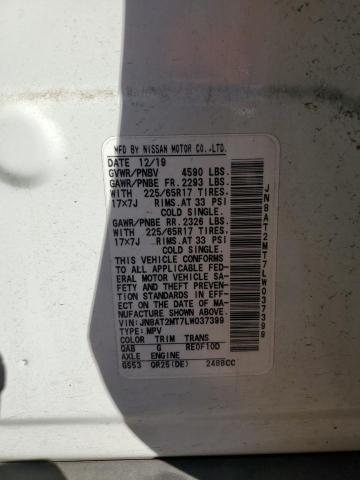 MFD BY NISSAN MOTOR CO.,LTD.
DATE 12/19
GVWR/PNBV 4590 LBS.
GAWR/PNBE FR.2293 LBS.
WITH 225/65R17 TIRES,
17X7J RIMS,AT 33 PSI
COLD SINGLE.
GAWR/PNBE RR.2326 LBS.
WITH 225/65R17 TIRES,
17X7J RIMS,AT 33 PSI
COLD SINGLE.
THIS VEHICLE CONFORMS
TO ALL APPLICABLE FED-
ERAL MOTOR VEHICLE SA-
FETY AND THEFT PREVEN-
TION STANDARDS IN EFF-
ECT ON THE DATE OF MA-
NUFACTURE SHOWN ABOVE.
VIN:JN8AT2MT7LW037399
TYPE:MPV
COLOR TRIM TRANS
QAB G RE0F10D
AXLE ENGINE
GS53 QR25(DE) 2488CC
JN8AT2MT7LW037399